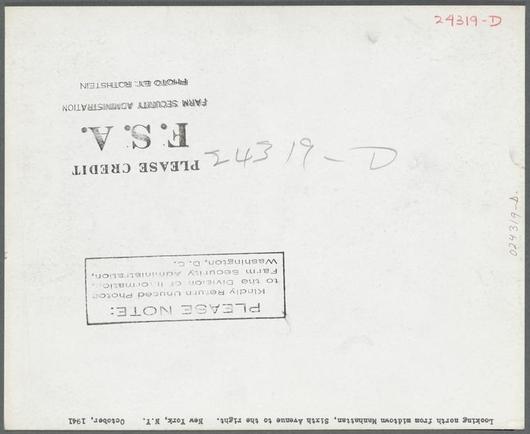 24319-D
PLEASE CREDIT
F. S. A.
FARM SECURITY ADMINISTRATION
PHOTO BY: ROTHSTEIN
24319-D
024319-D.
PLEASE NOTE:
Kindly Return Unused Photos
to the Division of Information,
Farm Security Administration,
Washington, D. C.
Looking north from midtown Manhattan, Sixth Avenue to the right. New York, N. Y. October, 1941